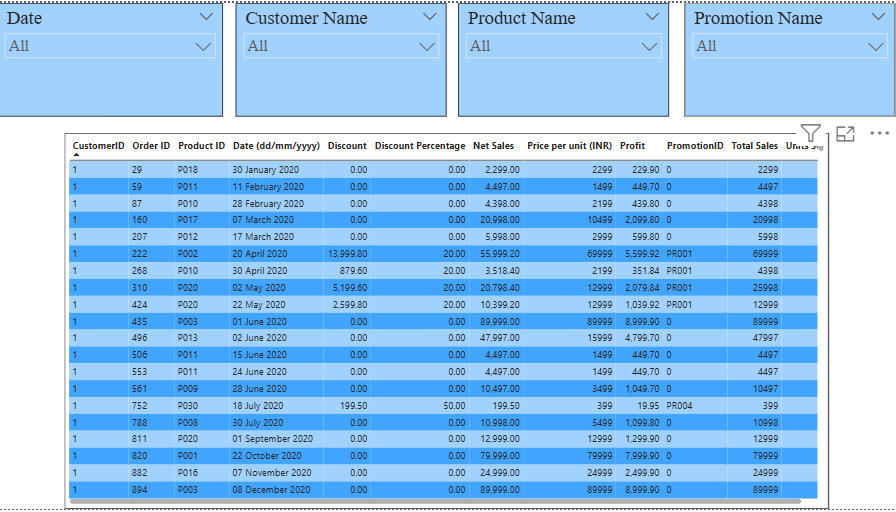 Date Customer Name Product Name Promotion Name
All All All All
CustomerID Order ID Product ID Date (dd/mm/yyyy) Discount Discount Percentage Net Sales Price per unit (INR) Profit PromotionID Total Sales
1 29 P018 30 January 2020 0.00 0.00 2,299.00 2299 229.90 0 2299
1 59 P011 11 February 2020 0.00 0.00 4,497.00 1499 449.70 0 4497
1 87 P010 28 February 2020 0.00 0.00 4,398.00 2199 439.80 0 4398
1 160 P017 07 March 2020 0.00 0.00 20,998.00 10499 2,099.80 0 20998
1 207 P012 17 March 2020 0.00 0.00 5,998.00 2999 599.80 0 5998
1 222 P002 20 April 2020 13,999.80 20.00 55,999.20 69999 5,599.92 PR001 69999
1 268 P010 30 April 2020 879.60 20.00 3,518.40 2199 351.84 PR001 4398
1 310 P020 02 May 2020 5,199.60 20.00 20,798.40 12999 2,079.84 PR001 25998
1 424 P020 22 May 2020 2,599.80 20.00 10,399.20 12999 1,039.92 PR001 12999
1 435 P003 01 June 2020 0.00 0.00 89,999.00 89999 8,999.90 0 89999
1 496 P013 02 June 2020 0.00 0.00 47,997.00 15999 4,799.70 0 47997
1 506 P011 15 June 2020 0.00 0.00 4,497.00 1499 449.70 0 4497
1 553 P011 24 June 2020 0.00 0.00 4,497.00 1499 449.70 0 4497
1 561 P009 28 June 2020 0.00 0.00 10,497.00 3499 1,049.70 0 10497
1 752 P030 18 July 2020 199.50 50.00 199.50 399 19.95 PR004 399
1 788 P008 30 July 2020 0.00 0.00 10,998.00 5499 1,099.80 0 10998
1 811 P020 01 September 2020 0.00 0.00 12,999.00 12999 1,299.90 0 12999
1 820 P001 22 October 2020 0.00 0.00 79,999.00 79999 7,999.90 0 79999
1 882 P016 07 November 2020 0.00 0.00 24,999.00 24999 2,499.90 0 24999
1 894 P003 08 December 2020 0.00 0.00 89,999.00 89999 8,999.90 0 89999